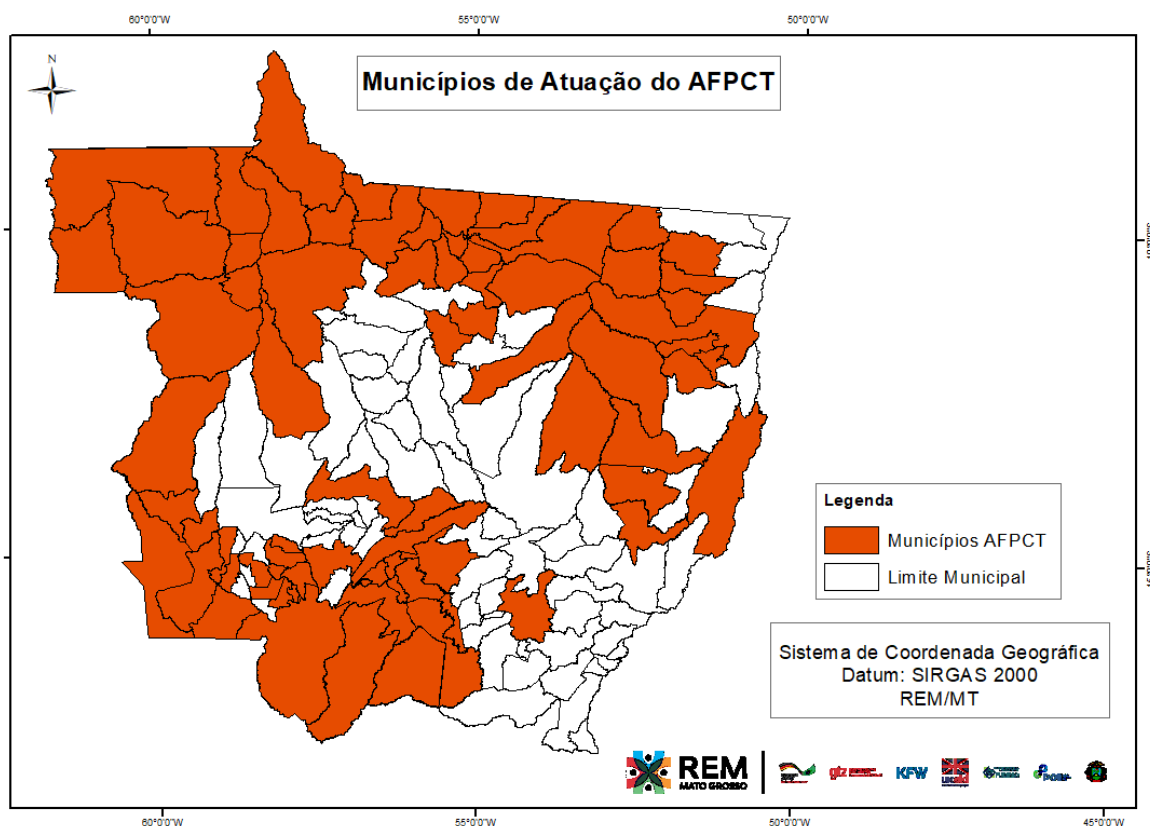 60°0'0"W 55°0'0"W 50°0'0"W
N
Municípios de Atuação do AFPCT
Legenda
Municípios AFPCT
Limite Municipal
Sistema de Coordenada Geográfica
Datum: SIRGAS 2000
REM/MT
REM
MATO GROSSO
giz
KFW
60°0'0"W 55°0'0"W 50°0'0"W 45°0'0"W